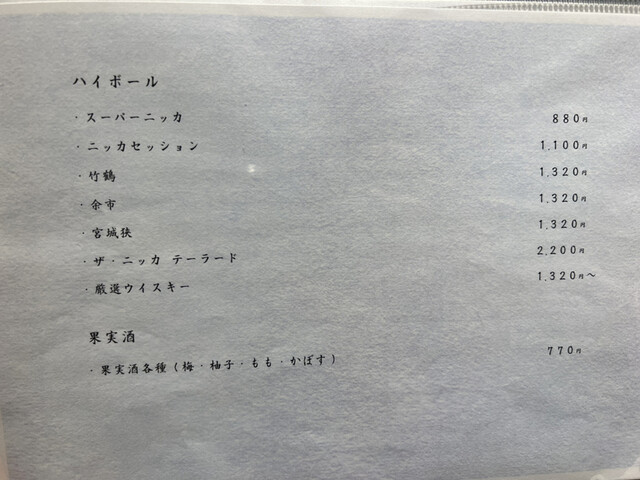 ハイボール
・スーパーニッカ 880円
・ニッカセッション 1,100円
・竹鶴 1,320円
・余市 1,320円
・宮城狭 1,320円
・ザ・ニッカ テーラード 2,200円
・厳選ウイスキー 1,320円〜
果実酒
・果実酒各種(梅・柚子・もも・かぼす) 770円